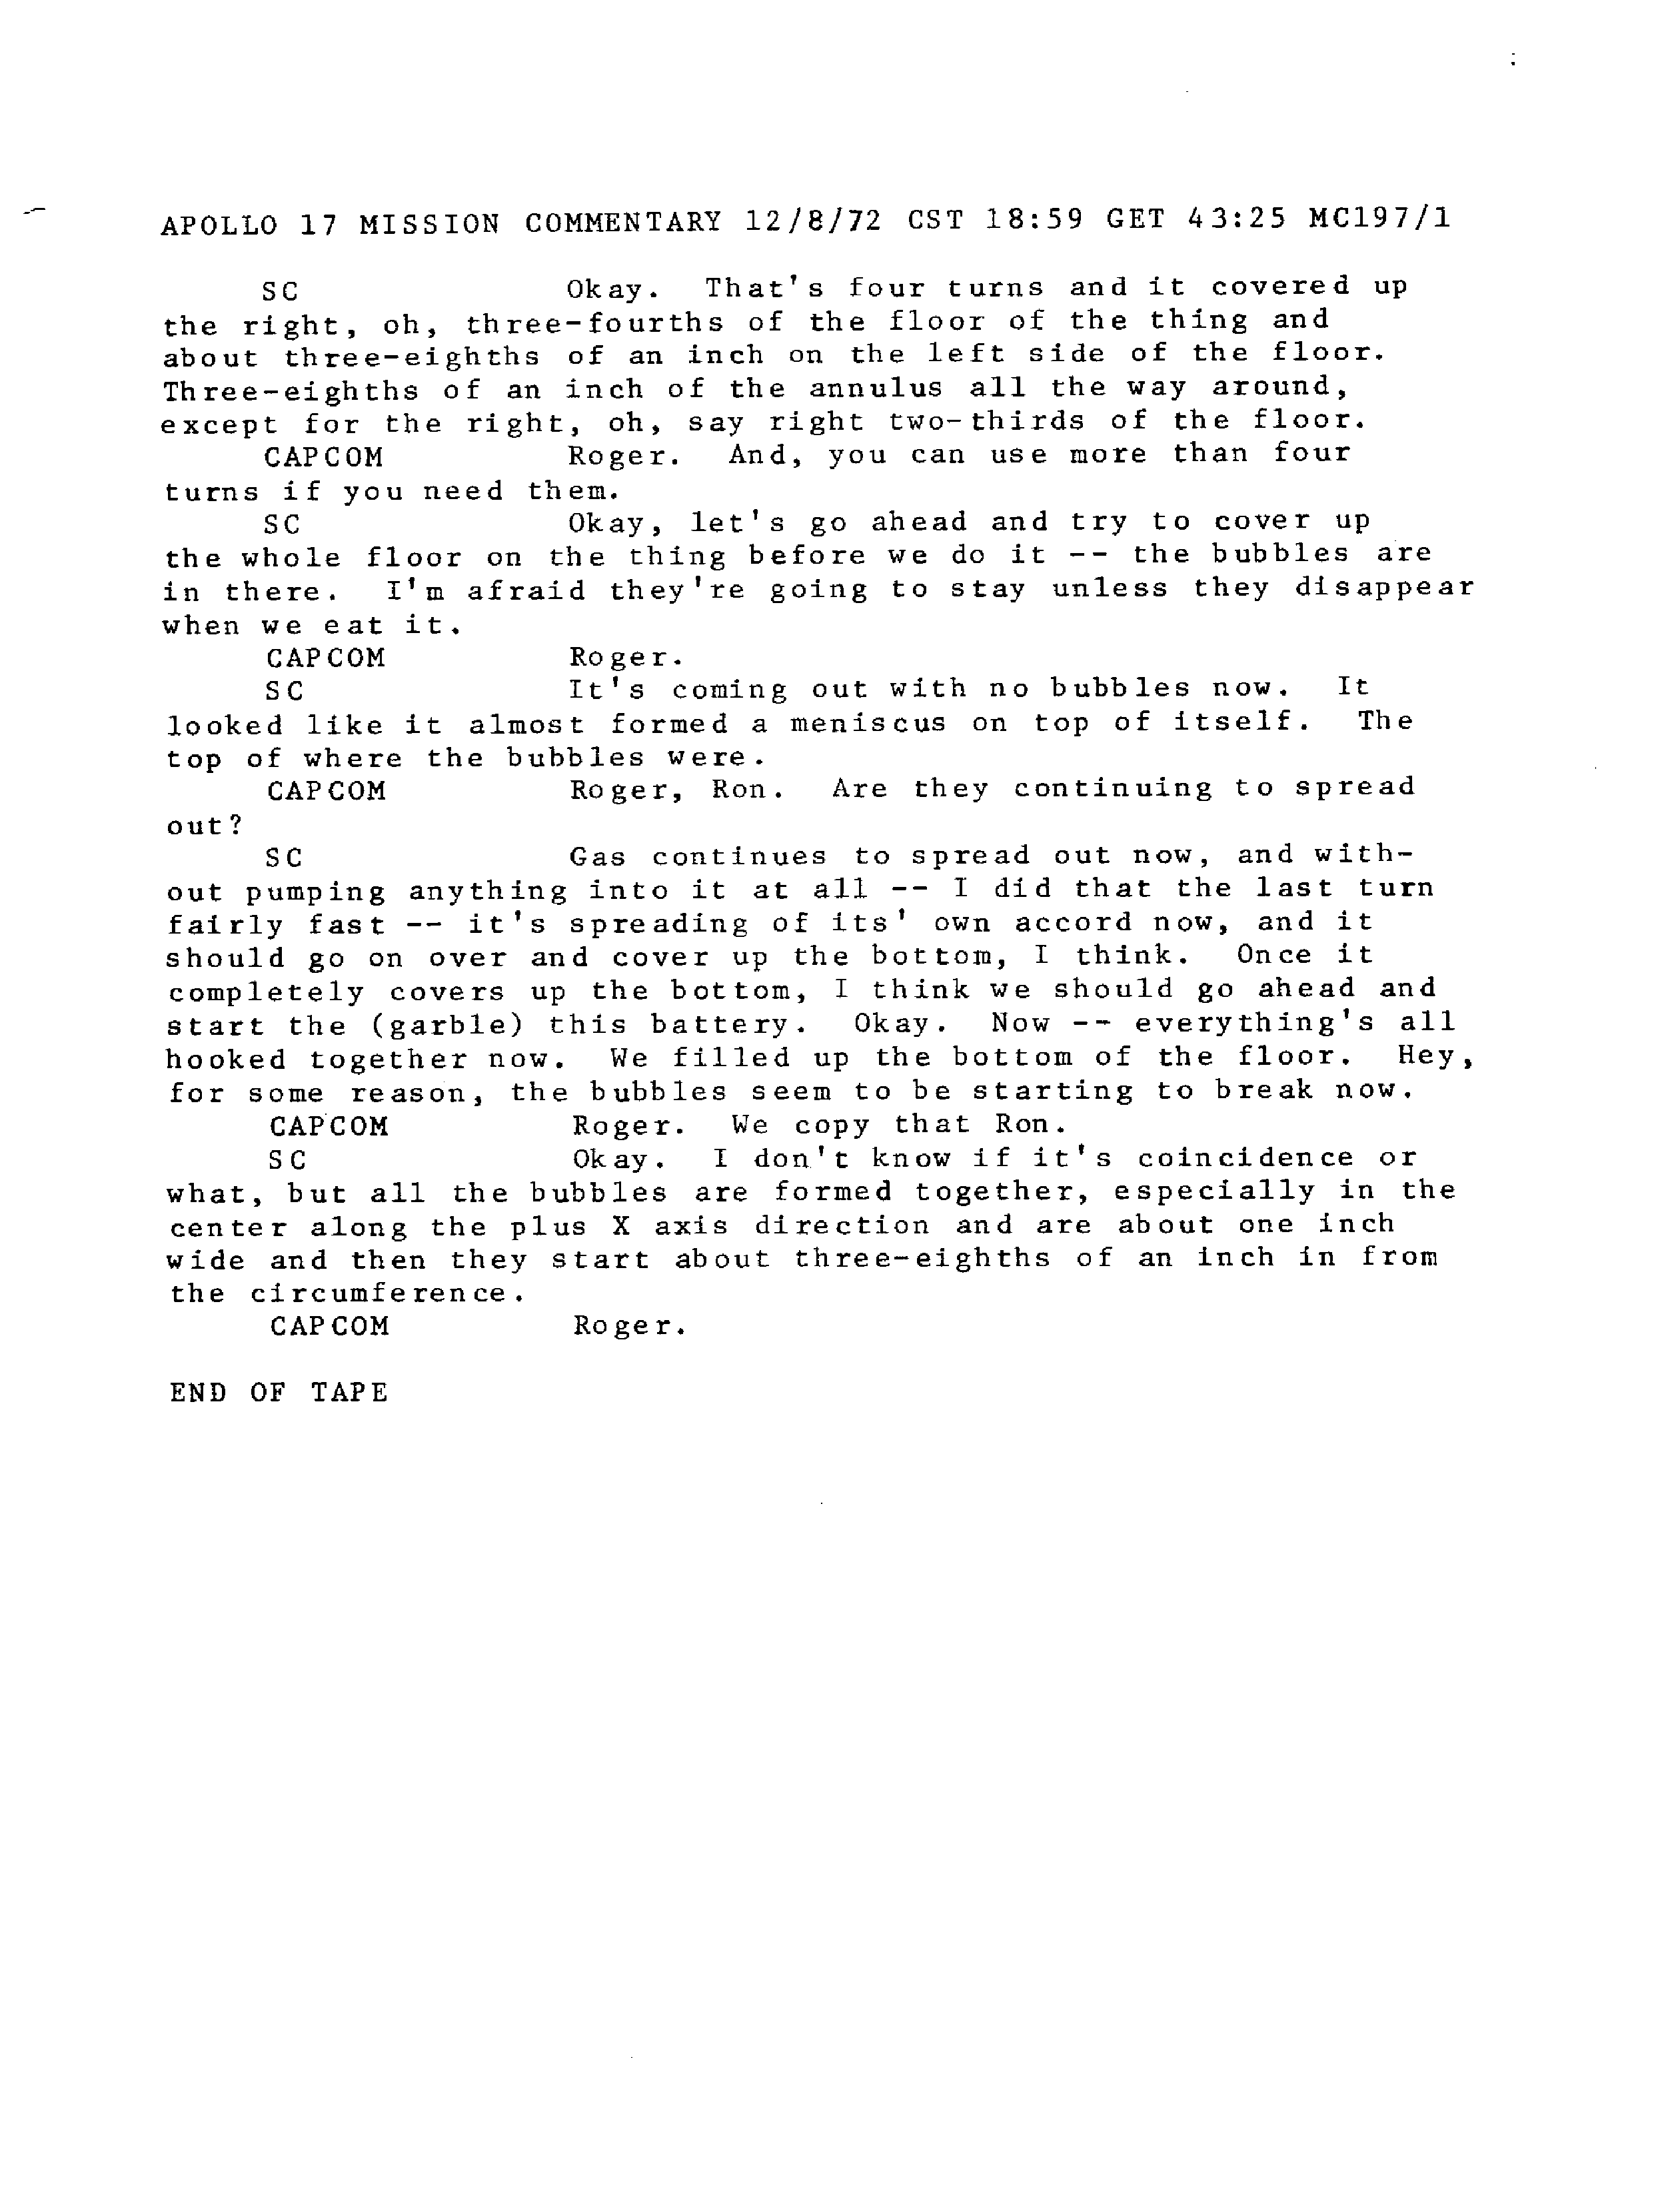 APOLLO 17 MISSION COMMENTARY 12/8/72 CST 18:59 GET 43:25 MC197/1
SC Okay. That's four turns and it covered up
the right, oh, three-fourths of the floor of the thing and
about three-eighths of an inch on the left side of the floor.
Three-eighths of an inch of the annulus all the way around,
except for the right, oh, say right two-thirds of the floor.
CAPCOM Roger. And, you can use more than four
turns if you need them.
SC Okay, let's go ahead and try to cover up
the whole floor on the thing before we do it -- the bubbles are
in there. I'm afraid they're going to stay unless they disappear
when we eat it.
CAPCOM Roger.
SC It's coming out with no bubbles now. It
looked like it almost formed a meniscus on top of itself. The
top of where the bubbles were.
CAPCOM Roger, Ron. Are they continuing to spread
out?
SC Gas continues to spread out now, and with-
out pumping anything into it at all -- I did that the last turn
fairly fast -- it's spreading of its' own accord now, and it
should go on over and cover up the bottom, I think. Once it
completely covers up the bottom, I think we should go ahead and
start the (garble) this battery. Okay. Now -- everything's all
hooked together now. We filled up the bottom of the floor. Hey,
for some reason, the bubbles seem to be starting to break now.
CAPCOM Roger. We copy that Ron.
SC Okay. I don't know if it's coincidence or
what, but all the bubbles are formed together, especially in the
center along the plus X axis direction and are about one inch
wide and then they start about three-eighths of an inch in from
the circumference.
CAPCOM Roger.
END OF TAPE